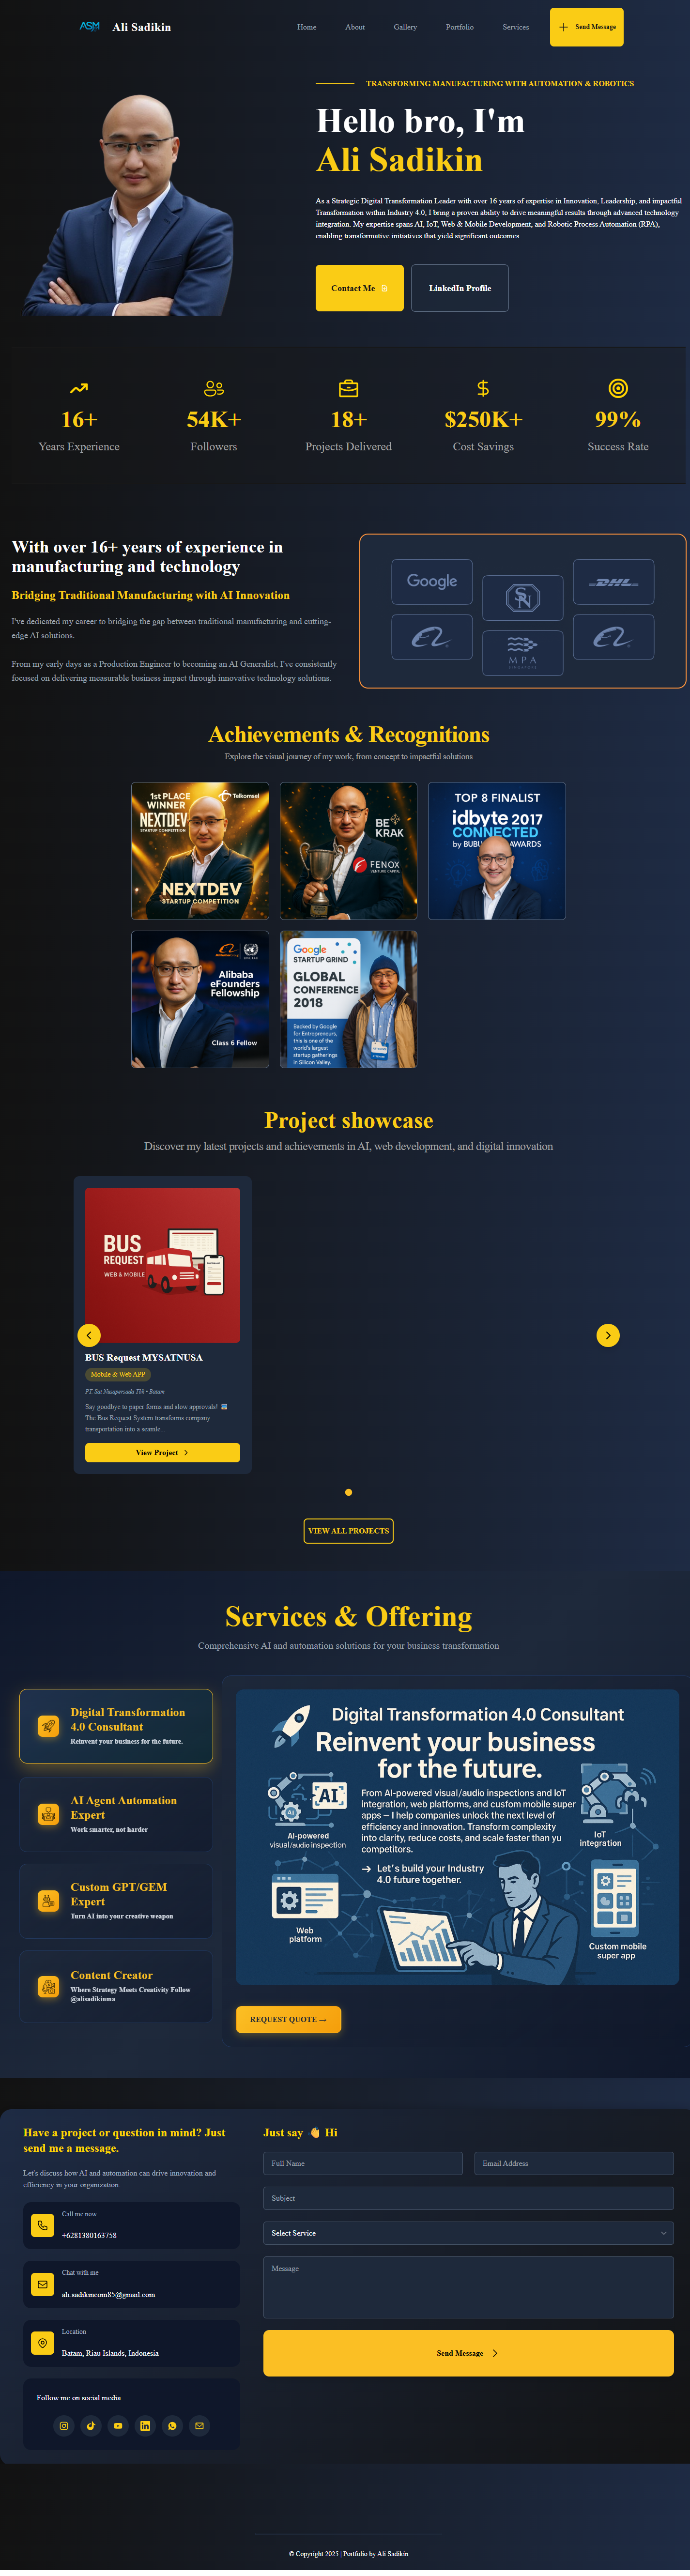 ASM Ali Sadikin
Home About Gallery Portfolio Services Send Message
TRANSFORMING MANUFACTURING WITH AUTOMATION & ROBOTICS
Hello bro, I'm
Ali Sadikin
As a Strategic Digital Transformation Leader with over 16 years of expertise in Innovation, Leadership, and impactful
Transformation within Industry 4.0, I bring a proven ability to drive meaningful results through advanced technology
integration. My expertise spans AI, IoT, Web & Mobile Development, and Robotic Process Automation (RPA),
enabling transformative initiatives that yield significant outcomes.
Contact Me
LinkedIn Profile
16+
Years Experience
54K+
Followers
18+
Projects Delivered
$250K+
Cost Savings
99%
Success Rate
With over 16+ years of experience in
manufacturing and technology
Bridging Traditional Manufacturing with AI Innovation
I've dedicated my career to bridging the gap between traditional manufacturing and cutting-
edge AI solutions.
From my early days as a Production Engineer to becoming an AI Generalist, I've consistently
focused on delivering measurable business impact through innovative technology solutions.
Google
SN
DHL
MPA
SINGAPORE
Achievements & Recognitions
Explore the visual journey of my work, from concept to impactful solutions
1st PLACE
WINNER
NEXTDEV
STARTUP COMPETITION
Telkomsel
NEXTDEV
STARTUP COMPETITION
BE
KRAK
FENOX
VENTURE CAPITAL
TOP 8 FINALIST
idbyte 2017
CONNECTED
by BUBU AWARDS
Alibaba
eFounders
Fellowship
Class 6 Fellow
Google
STARTUP GRIND
GLOBAL
CONFERENCE
2018
Backed by Google
for Entrepreneurs,
this is one of the
world's largest
startup gatherings
in Silicon Valley.
Project showcase
Discover my latest projects and achievements in AI, web development, and digital innovation
BUS
REQUEST
WEB & MOBILE
BUS Request MYSATNUSA
Mobile & Web APP
PT. Sat Nusapersada Tbk • Batam
Say goodbye to paper forms and slow approvals! 🚍
The Bus Request System transforms company
transportation into a seamle...
View Project
VIEW ALL PROJECTS
Services & Offering
Comprehensive AI and automation solutions for your business transformation
Digital Transformation
4.0 Consultant
Reinvent your business for the future.
AI Agent Automation
Expert
Work smarter, not harder
Custom GPT/GEM
Expert
Turn AI into your creative weapon
Content Creator
Where Strategy Meets Creativity Follow
@alisadikinma
Digital Transformation 4.0 Consultant
Reinvent your business
for the future.
From AI-powered visual/audio inspections and IoT
integration, web platforms, and cusfom mobile super
apps — I help companies unlock the next level of
efficiency and innovation. Transform complexity
into clarity, reduce costs, and scale faster than yu
competitors.
→ Let's build your Industry
4.0 future together.
AI
AI
AI-powered
visual/audio inspection
IoT
integration
Web
platform
Custom mobile
super app
REQUEST QUOTE →
Have a project or question in mind? Just
send me a message.
Let's discuss how AI and automation can drive innovation and
efficiency in your organization.
Call me now
+6281380163758
Chat with me
ali.sadikincom85@gmail.com
Location
Batam, Riau Islands, Indonesia
Follow me on social media
Just say 👋 Hi
Full Name
Email Address
Subject
Select Service
Message
Send Message
© Copyright 2025 | Portfolio by Ali Sadikin